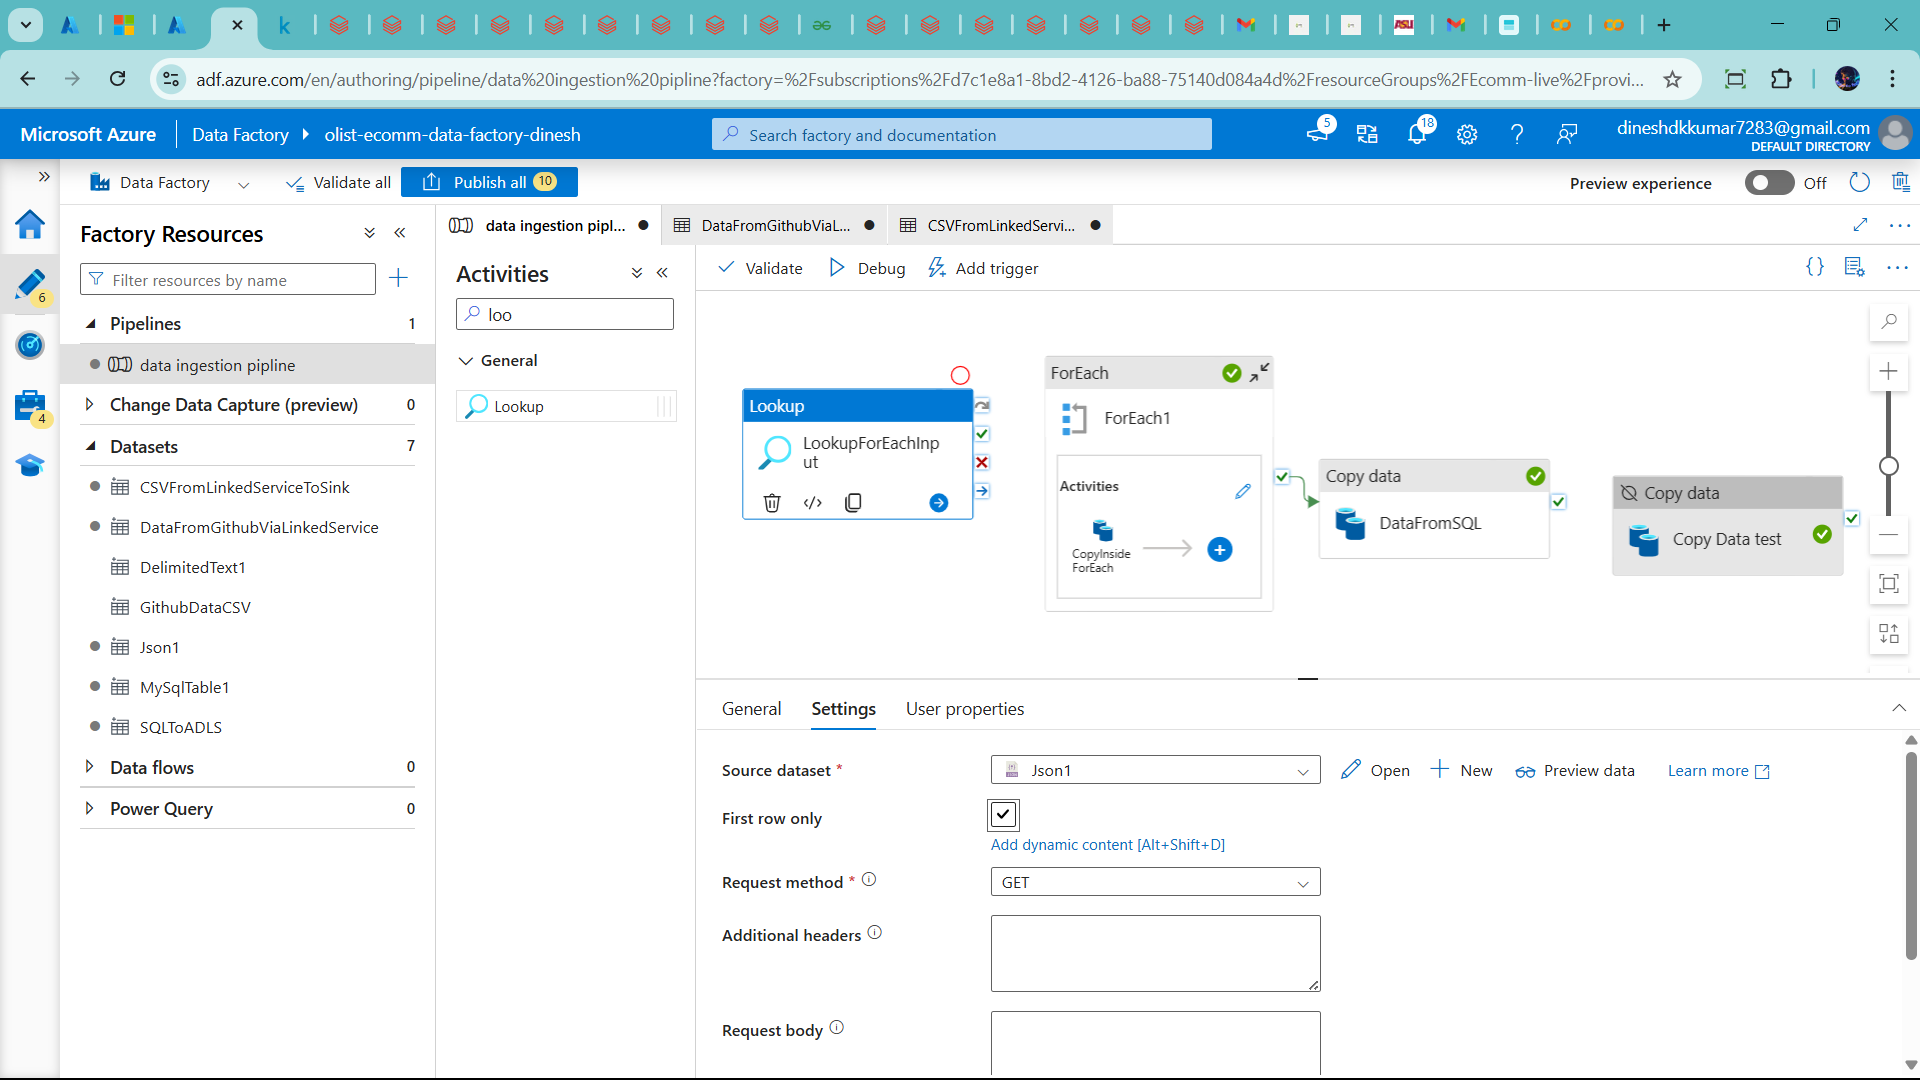 adf.azure.com/en/authoring/pipeline/data%20ingestion%20pipline?factory=%2Fsubscriptions%2Fd7c1e8a1-8bd2-4126-ba88-75140d084a4d%2FresourceGroups%2FEcomm-live%2Fprovi...
Microsoft Azure
Data Factory
olist-ecomm-data-factory-dinesh
Search factory and documentation
5
18
dineshdkkumar7283@gmail.com
DEFAULT DIRECTORY
Data Factory
Validate all
Publish all 10
Preview experience
Off
Factory Resources
Filter resources by name
Pipelines 1
data ingestion pipline
Change Data Capture (preview) 0
Datasets 7
CSVFromLinkedServiceToSink
DataFromGithubViaLinkedService
DelimitedText1
GithubDataCSV
Json1
MySqlTable1
SQLToADLS
Data flows 0
Power Query 0
6
4
data ingestion pipl...
DataFromGithubViaL...
CSVFromLinkedServi...
Activities
loo
General
Lookup
Validate
Debug
Add trigger
Lookup
LookupForEachInp
ut
ForEach
ForEach1
Activities
CopyInside
ForEach
Copy data
DataFromSQL
Copy data
Copy Data test
General
Settings
User properties
Source dataset *
Json1
Open
New
Preview data
Learn more
First row only
Add dynamic content [Alt+Shift+D]
Request method *
GET
Additional headers
Request body
k
ASU